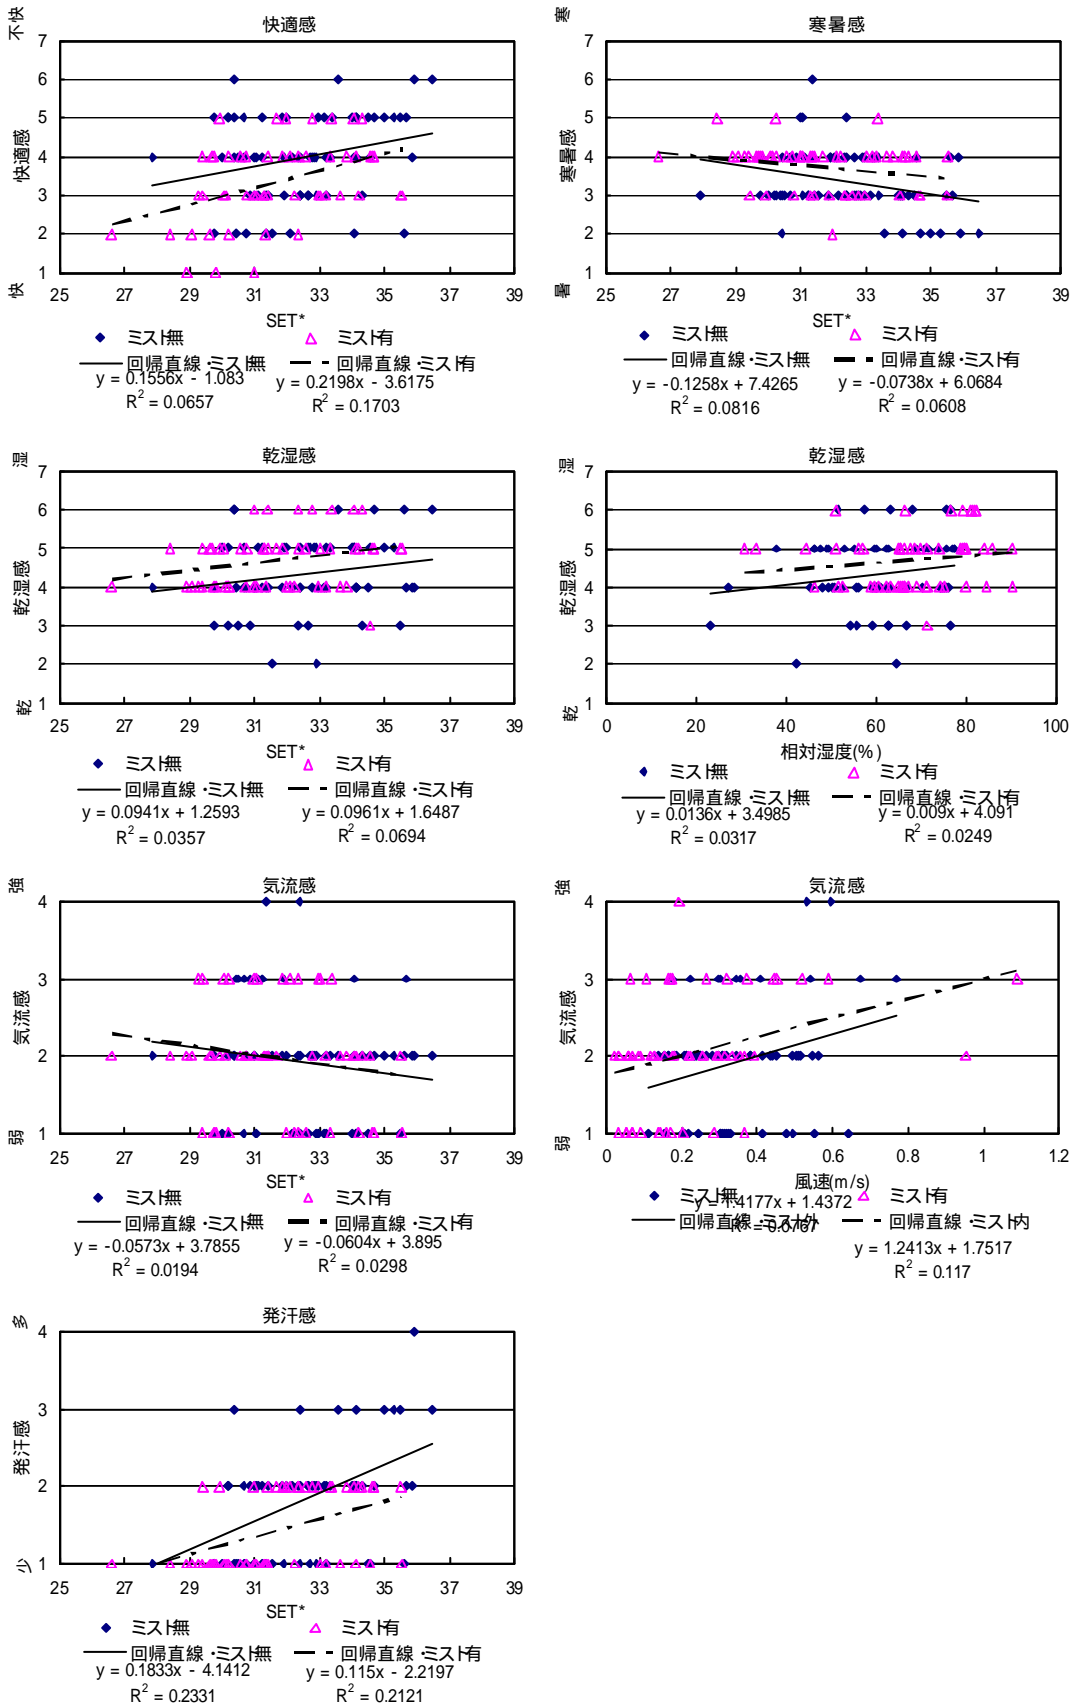 快適感
不快
快適感
快
7
6
5
4
3
2
1
25 27 29 31 33 35 37 39
SET*
ミスト無 ミスト有
回帰直線・ミスト無 回帰直線・ミスト有
y = 0.1556x - 1.083 y = 0.2198x - 3.6175
R² = 0.0657 R² = 0.1703
寒暑感
寒
寒暑感
暑
7
6
5
4
3
2
1
25 27 29 31 33 35 37 39
SET*
ミスト無 ミスト有
回帰直線・ミスト無 回帰直線・ミスト有
y = -0.1258x + 7.4265 y = -0.0738x + 6.0684
R² = 0.0816 R² = 0.0608
乾湿感
湿
乾湿感
乾
7
6
5
4
3
2
1
25 27 29 31 33 35 37 39
SET*
ミスト無 ミスト有
回帰直線・ミスト無 回帰直線・ミスト有
y = 0.0941x + 1.2593 y = 0.0961x + 1.6487
R² = 0.0357 R² = 0.0694
乾湿感
湿
乾湿感
乾
7
6
5
4
3
2
1
0 20 40 60 80 100
相対湿度(%)
ミスト無 ミスト有
回帰直線・ミスト無 回帰直線・ミスト有
y = 0.0136x + 3.4985 y = 0.009x + 4.091
R² = 0.0317 R² = 0.0249
気流感
強
気流感
弱
4
3
2
1
25 27 29 31 33 35 37 39
SET*
ミスト無 ミスト有
回帰直線・ミスト無 回帰直線・ミスト有
y = -0.0573x + 3.7855 y = -0.0604x + 3.895
R² = 0.0194 R² = 0.0298
気流感
強
気流感
弱
4
3
2
1
0 0.2 0.4 0.6 0.8 1 1.2
風速(m/s)
ミスト無 ミスト有
y = 1.4177x + 1.4372
回帰直線・ミスト外 回帰直線・ミスト内
R² = 0.0767
y = 1.2413x + 1.7517
R² = 0.117
発汗感
多
発汗感
少
4
3
2
1
25 27 29 31 33 35 37 39
SET*
ミスト無 ミスト有
回帰直線・ミスト無 回帰直線・ミスト有
y = 0.1833x - 4.1412 y = 0.115x - 2.2197
R² = 0.2331 R² = 0.2121